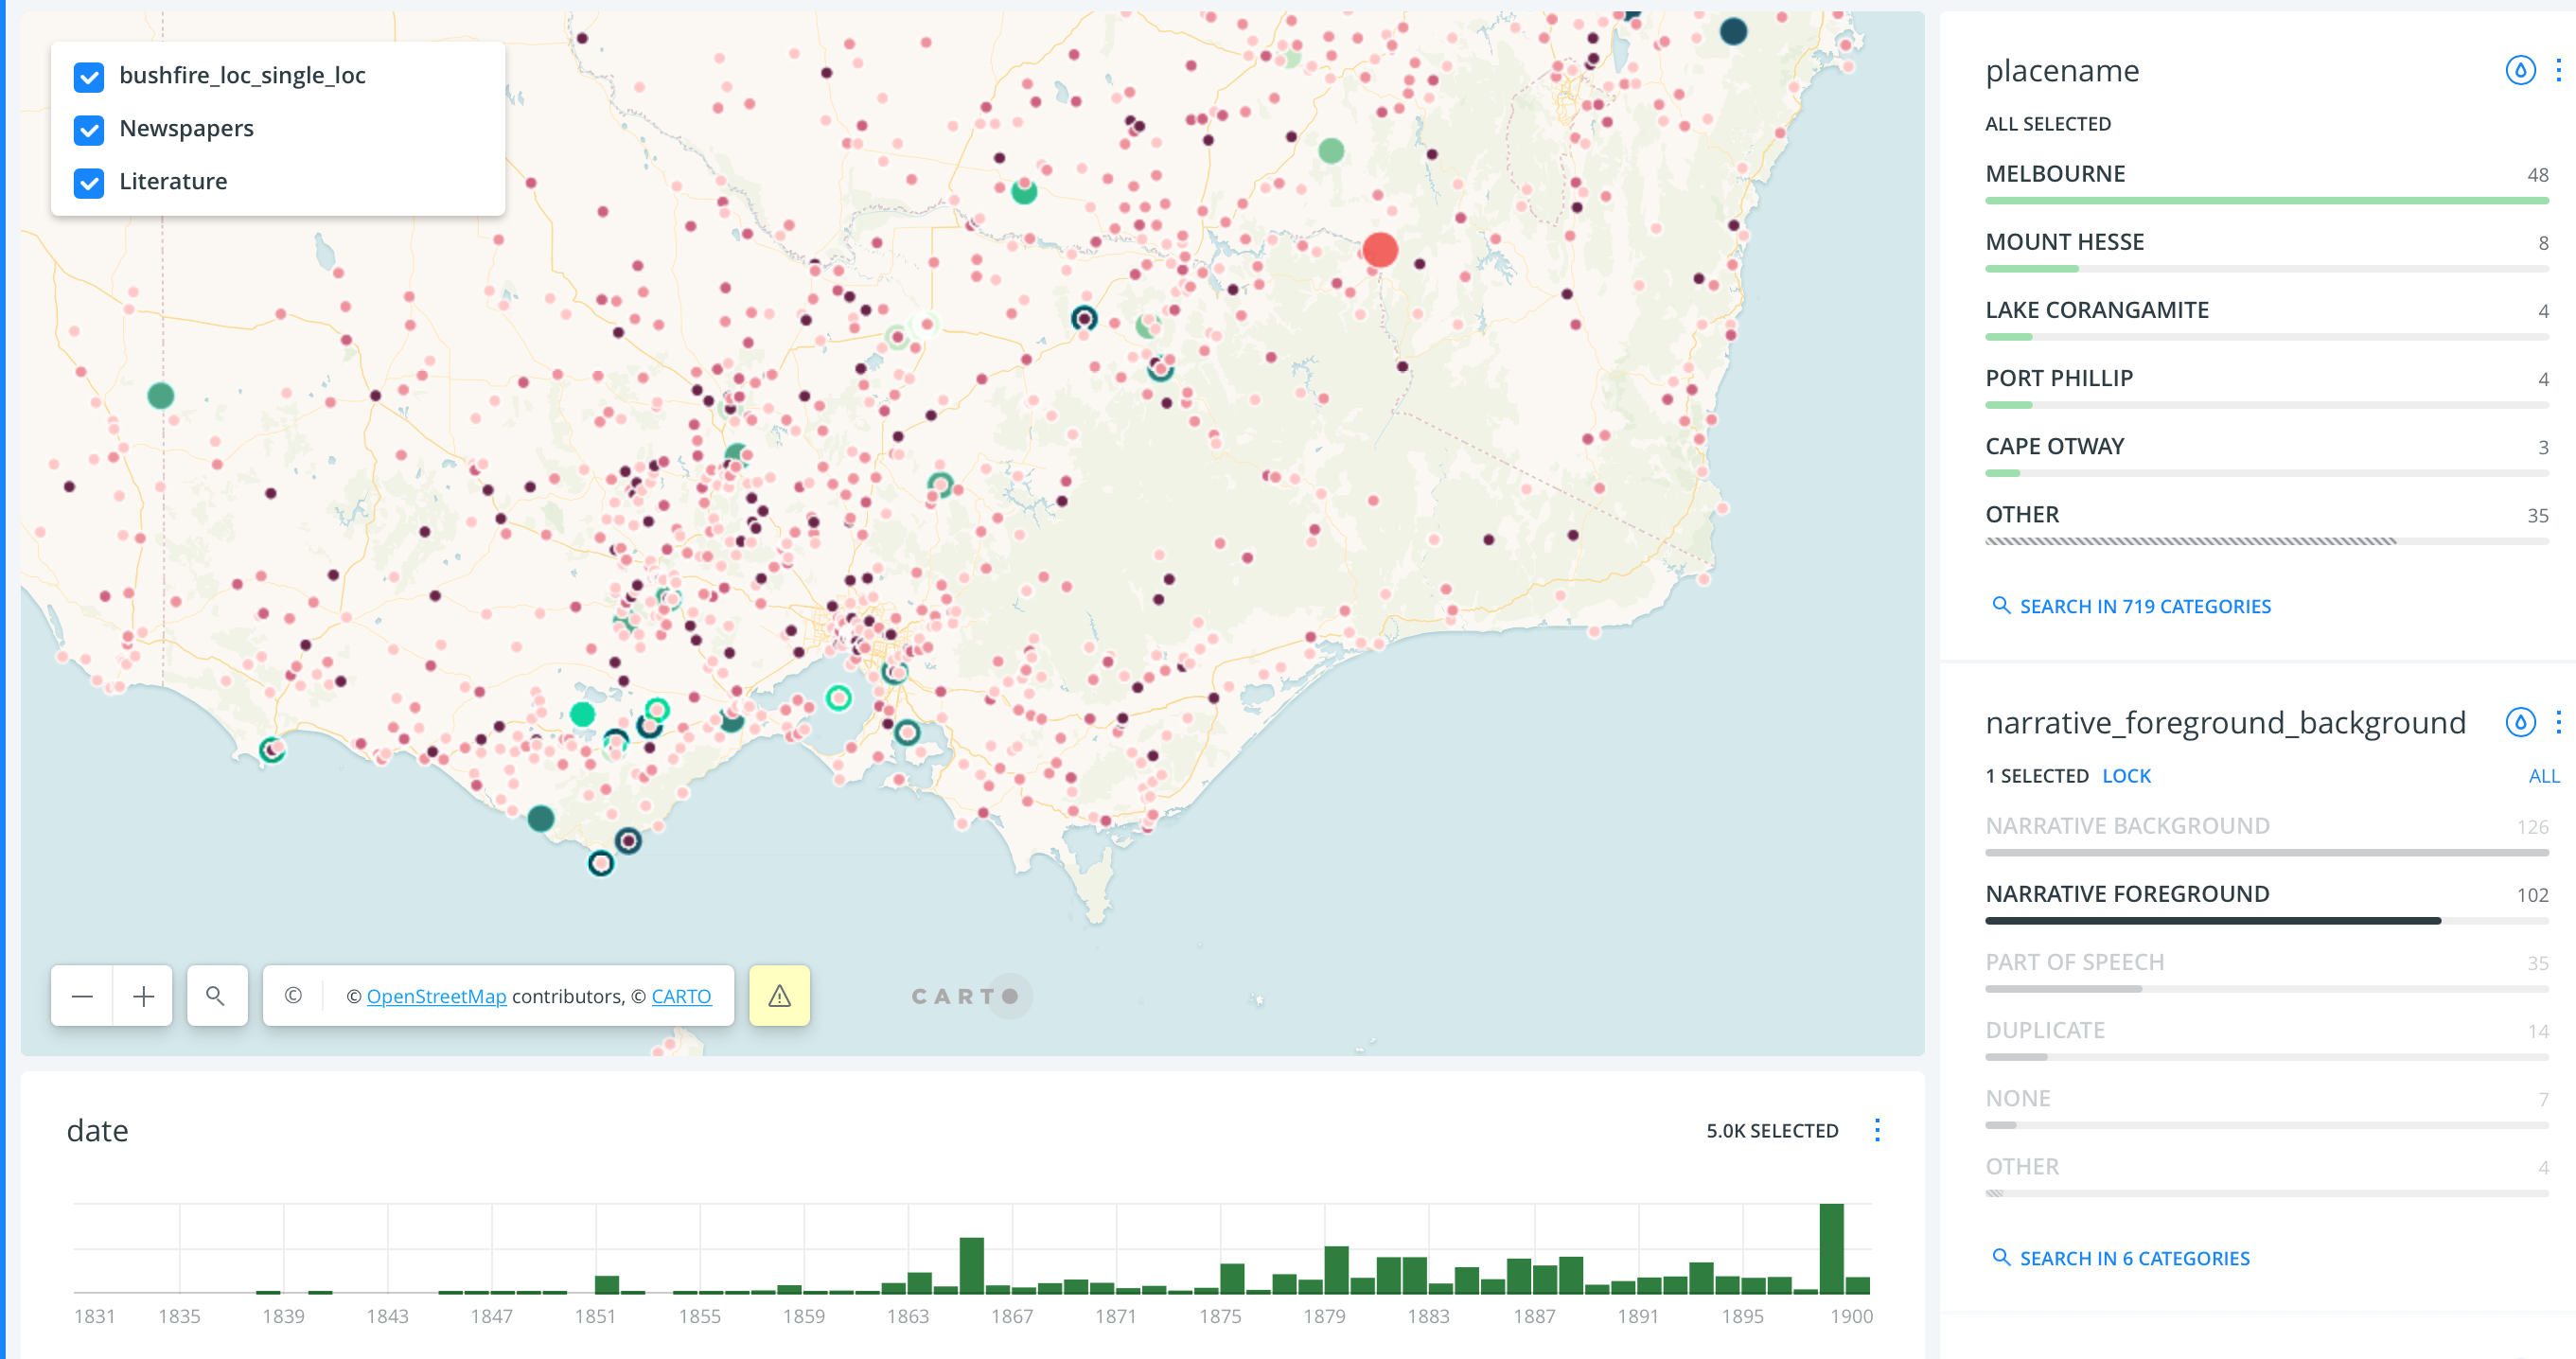 bushfire_loc_single_loc
Newspapers
Literature
© © OpenStreetMap contributors, © CARTO
CARTO
date
5.0K SELECTED
1831 1835 1839 1843 1847 1851 1855 1859 1863 1867 1871 1875 1879 1883 1887 1891 1895 1900
placename
ALL SELECTED
MELBOURNE 48
MOUNT HESSE 8
LAKE CORANGAMITE 4
PORT PHILLIP 4
CAPE OTWAY 3
OTHER 35
SEARCH IN 719 CATEGORIES
narrative_foreground_background
1 SELECTED LOCK ALL
NARRATIVE BACKGROUND 126
NARRATIVE FOREGROUND 102
PART OF SPEECH 35
DUPLICATE 14
NONE 7
OTHER 4
SEARCH IN 6 CATEGORIES